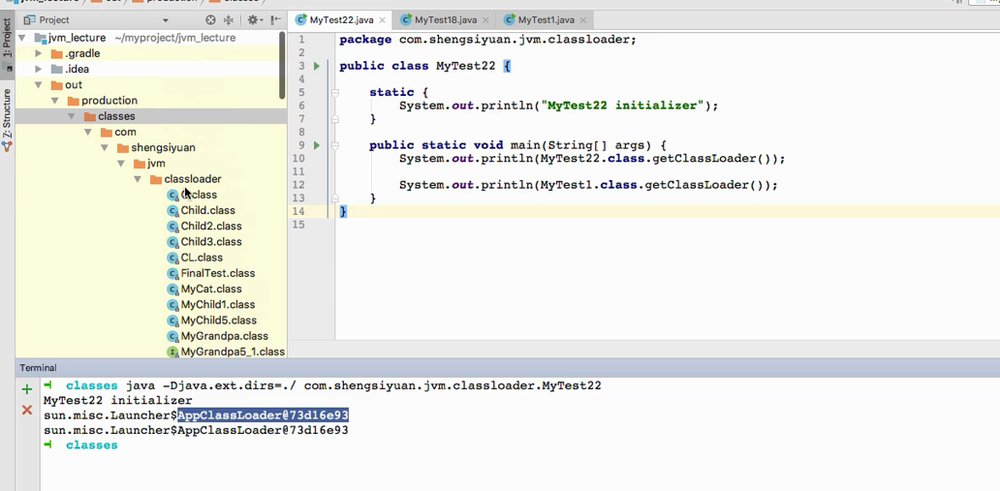 Project
MyTest22.java
MyTest18.java
MyTest1.java
1: Project
Z: Structure
jvm_lecture ~/myproject/jvm_lecture
.gradle
.idea
out
production
classes
com
shengsiyuan
jvm
classloader
Child.class
Child2.class
Child3.class
CL.class
FinalTest.class
MyCat.class
MyChild1.class
MyChild5.class
MyGrandpa.class
MyGrandpa5_1.class
1 package com.shengsiyuan.jvm.classloader;
2
3 public class MyTest22 {
4
5 static {
6 System.out.println("MyTest22 initializer");
7 }
8
9 public static void main(String[] args) {
10 System.out.println(MyTest22.class.getClassLoader());
11
12 System.out.println(MyTest1.class.getClassLoader());
13 }
14 }
15
Terminal
classes java -Djava.ext.dirs=./ com.shengsiyuan.jvm.classloader.MyTest22
MyTest22 initializer
sun.misc.Launcher$AppClassLoader@73d16e93
sun.misc.Launcher$AppClassLoader@73d16e93
classes